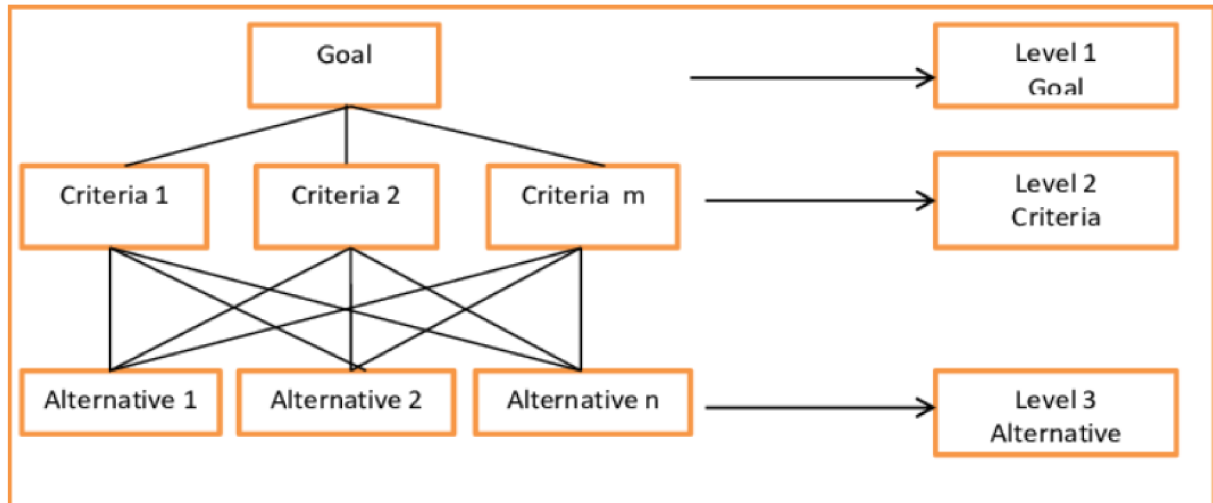 Goal
Level 1
Goal
Criteria 1
Criteria 2
Criteria m
Level 2
Criteria
Alternative 1
Alternative 2
Alternative n
Level 3
Alternative